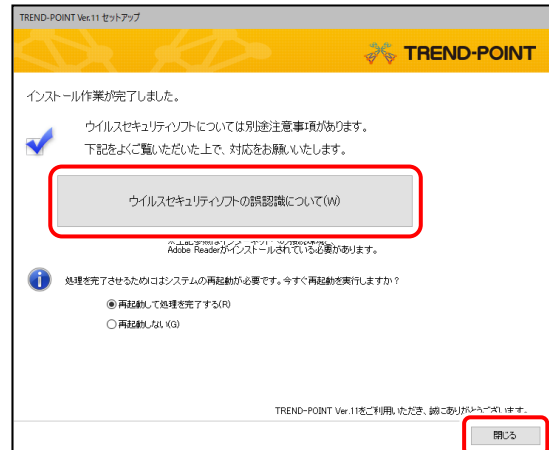 TREND-POINT Ver.11 セットアップ
TREND-POINT
インストール作業が完了しました。
ウイルスセキュリティソフトについては別途注意事項があります。
下記をよくご覧いただいた上で、対応をお願いいたします。
ウイルスセキュリティソフトの誤認識について(W)
Adobe Readerがインストールされている必要があります。
処理を完了させるためにはシステムの再起動が必要です。今すぐ再起動を実行しますか?
再起動して処理を完了する(R)
再起動しない(G)
TREND-POINT Ver.11をご利用いただき、誠にありがとうございます。
閉じる